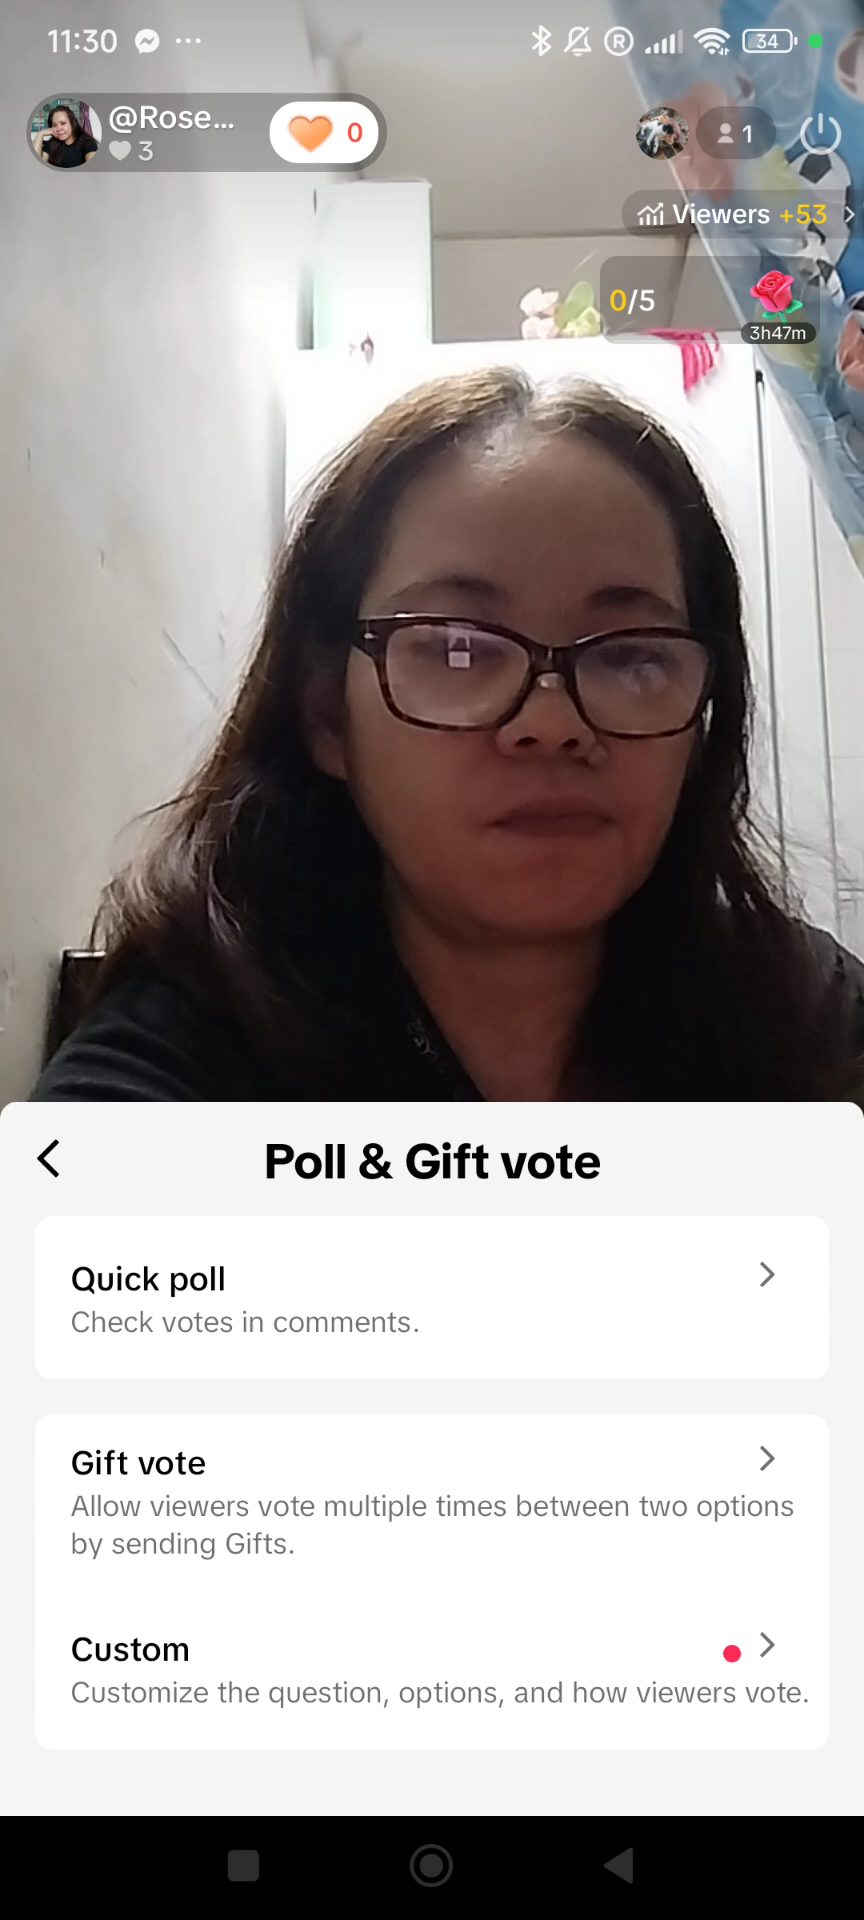 11:30
34
@Rose...
3
0
1
Viewers +53
0/5
3h47m
Poll & Gift vote
Quick poll
Check votes in comments.
Gift vote
Allow viewers vote multiple times between two options
by sending Gifts.
Custom
Customize the question, options, and how viewers vote.